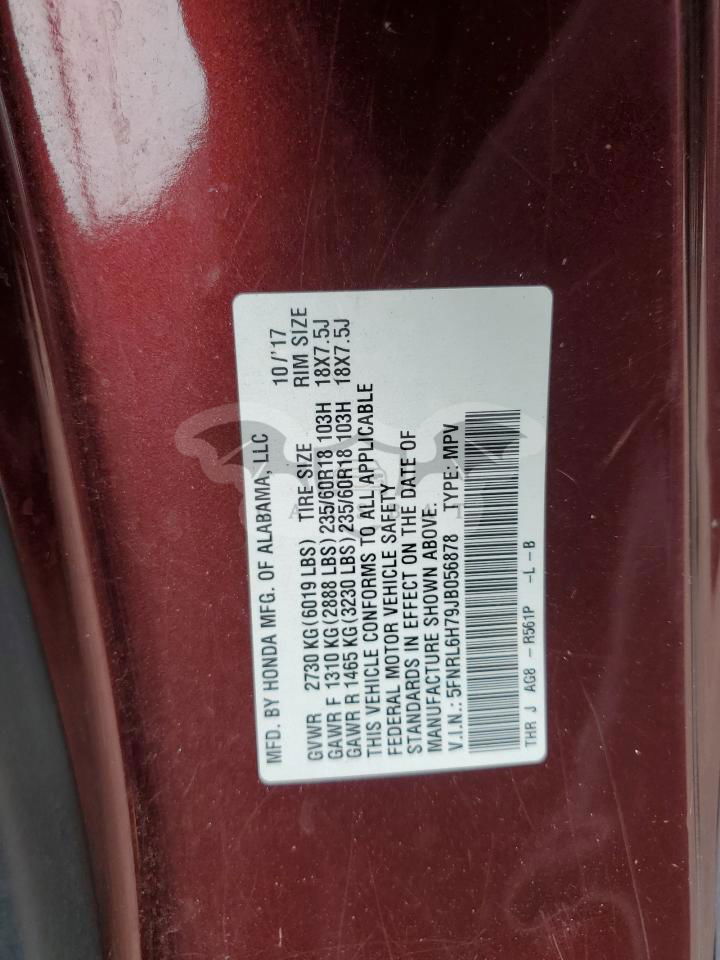 MFD. BY HONDA MFG. OF ALABAMA, LLC 10/'17
GVWR 2730 KG(6019 LBS) TIRE SIZE RIM SIZE
GAWR F 1310 KG(2888 LBS)235/60R18 103H 18X7.5J
GAWR R 1465 KG(3230 LBS)235/60R18 103H 18X7.5J
THIS VEHICLE CONFORMS TO ALL APPLICABLE
FEDERAL MOTOR VEHICLE SAFETY
STANDARDS IN EFFECT ON THE DATE OF
MANUFACTURE SHOWN ABOVE.
V.I.N.: 5FNRL6H79JB056878 TYPE: MPV
THR J AG8 - R561P -L-B